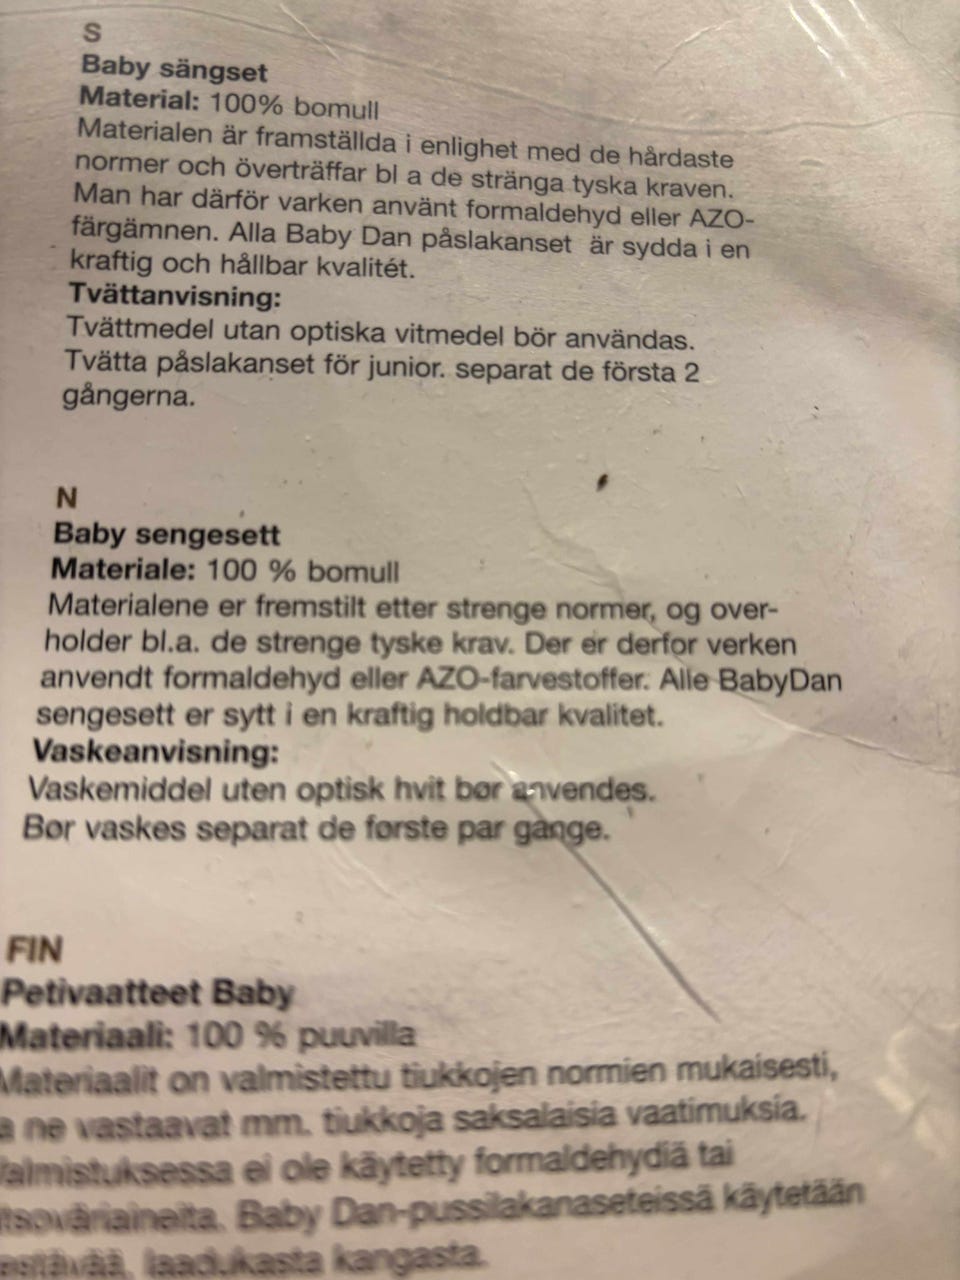 S
Baby sängset
Material: 100% bomull
Materialen är framställda i enlighet med de hårdaste
normer och överträffar bl a de stränga tyska kraven.
Man har därför varken använt formaldehyd eller AZO-
färgämnen. Alla Baby Dan påslakanset är sydda i en
kraftig och hållbar kvalitét.
Tvättanvisning:
Tvättmedel utan optiska vitmedel bör användas.
Tvätta påslakanset för junior. separat de första 2
gångerna.
N
Baby sengesett
Materiale: 100 % bomull
Materialene er fremstilt etter strenge normer, og over-
holder bl.a. de strenge tyske krav. Der er derfor verken
anvendt formaldehyd eller AZO-farvestoffer. Alle BabyDan
sengesett er sytt i en kraftig holdbar kvalitet.
Vaskeanvisning:
Vaskemiddel uten optisk hvit bør anvendes.
Bør vaskes separat de første par gange.
FIN
Petivaatteet Baby
Materiaali: 100 % puuvilla
Materiaalit on valmistettu tiukkojen normien mukaisesti,
a ne vastaavat mm. tiukkoja saksalaisia vaatimuksia.
almistuksessa ei ole käytetty formaldehydiä tai
tsoväriaineita. Baby Dan-pussilakanaseteissä käytetään
estävää, laadukasta kangasta.